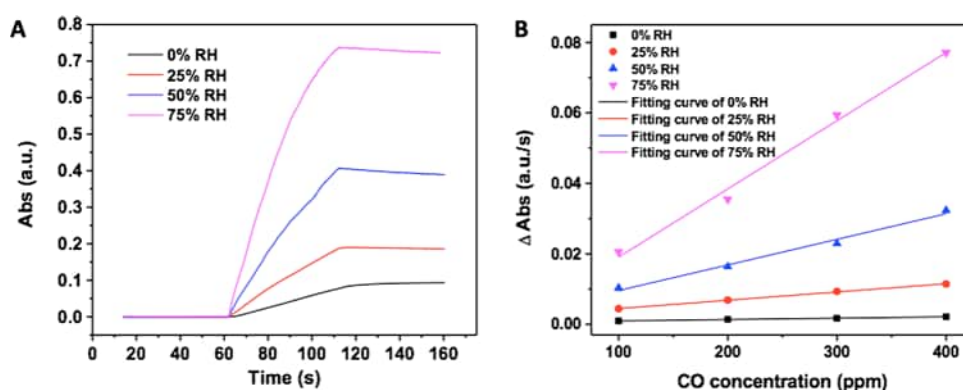 A
0.8
0.7
0.6
0.5
0.4
0.3
0.2
0.1
0.0
Abs (a.u.)
0% RH
25% RH
50% RH
75% RH
0 20 40 60 80 100 120 140 160
Time (s)
B
0.08
0.06
0.04
0.02
0.00
Δ Abs (a.u./s)
0% RH
25% RH
50% RH
75% RH
Fitting curve of 0% RH
Fitting curve of 25% RH
Fitting curve of 50% RH
Fitting curve of 75% RH
100 200 300 400
CO concentration (ppm)